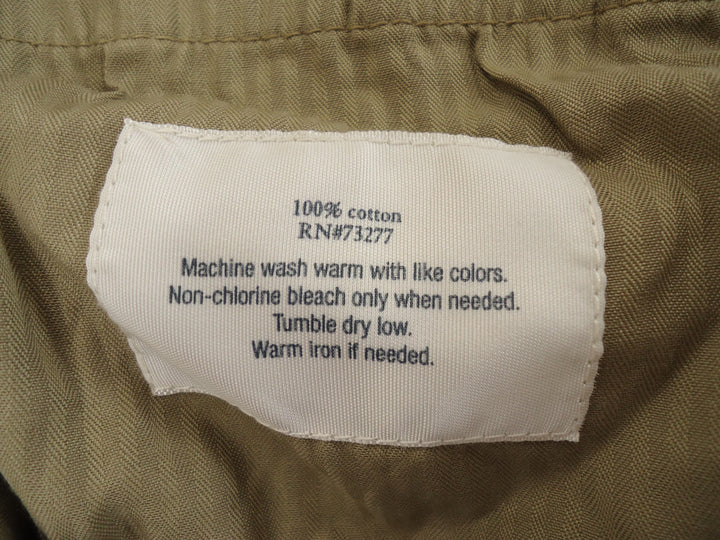 100% cotton
RN#73277
Machine wash warm with like colors.
Non-chlorine bleach only when needed.
Tumble dry low.
Warm iron if needed.